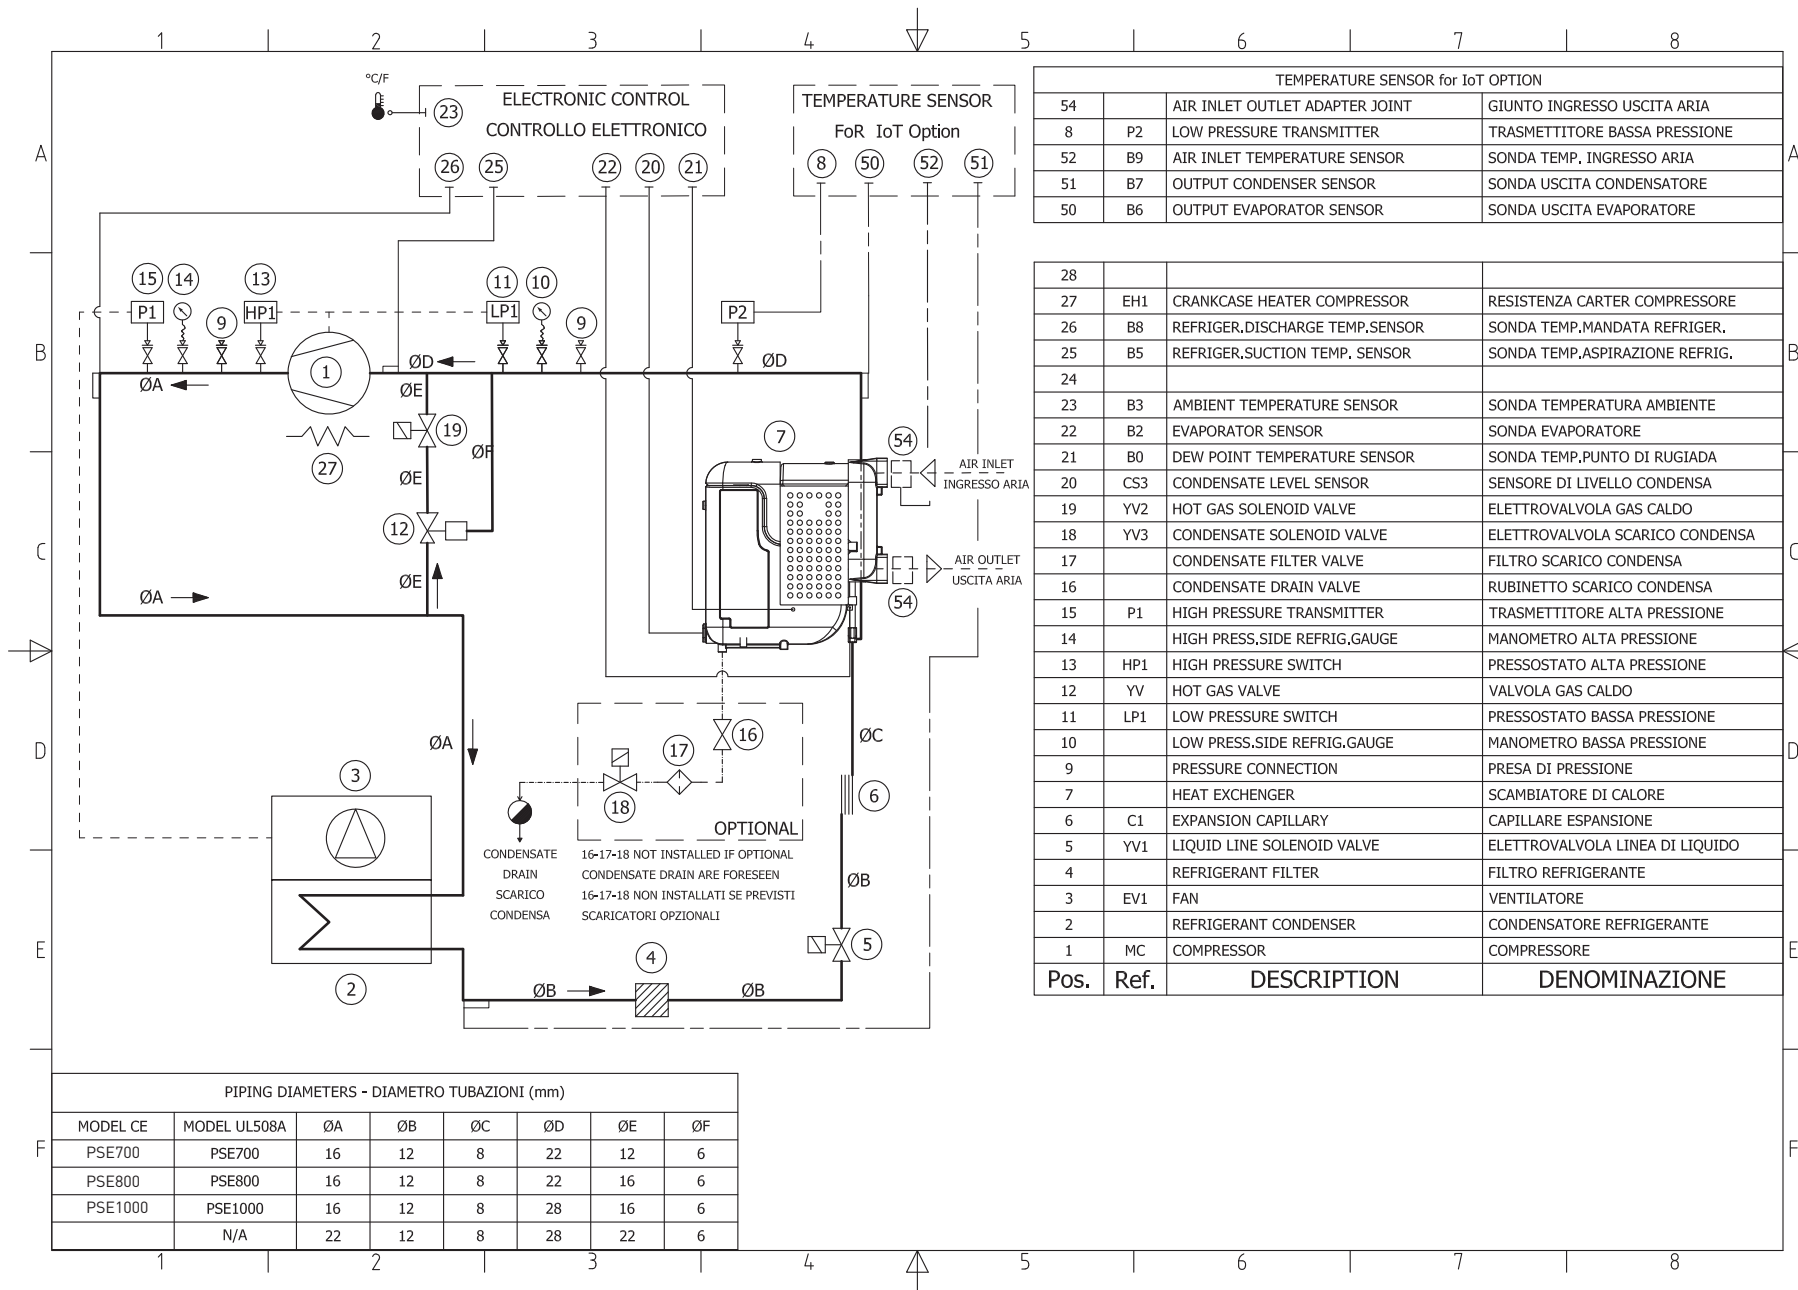 1 2 3 4 5 6 7 8
A
B
C
D
E
F
A
B
C
D
E
F
°C/F
23
ELECTRONIC CONTROL
CONTROLLO ELETTRONICO
26 25 22 20 21
TEMPERATURE SENSOR
FoR IoT Option
8 50 52 51
15 14 13 11 10
P1 9 HP1 LP1 9 P2
1
ØA ØD ØD
ØE
19
ØF
27
7
54
AIR INLET
INGRESSO ARIA
ØE
12
AIR OUTLET
USCITA ARIA
54
ØE
ØA
ØA
16
17
18
ØC
3
6
OPTIONAL
CONDENSATE
DRAIN
SCARICO
CONDENSA
16-17-18 NOT INSTALLED IF OPTIONAL
CONDENSATE DRAIN ARE FORESEEN
16-17-18 NON INSTALLATI SE PREVISTI
SCARICATORI OPZIONALI
ØB
5
4
2
ØB ØB
TEMPERATURE SENSOR for IoT OPTION
54 AIR INLET OUTLET ADAPTER JOINT GIUNTO INGRESSO USCITA ARIA
8 P2 LOW PRESSURE TRANSMITTER TRASMETTITORE BASSA PRESSIONE
52 B9 AIR INLET TEMPERATURE SENSOR SONDA TEMP. INGRESSO ARIA
51 B7 OUTPUT CONDENSER SENSOR SONDA USCITA CONDENSATORE
50 B6 OUTPUT EVAPORATOR SENSOR SONDA USCITA EVAPORATORE
28
27 EH1 CRANKCASE HEATER COMPRESSOR RESISTENZA CARTER COMPRESSORE
26 B8 REFRIGER.DISCHARGE TEMP.SENSOR SONDA TEMP.MANDATA REFRIGER.
25 B5 REFRIGER.SUCTION TEMP. SENSOR SONDA TEMP.ASPIRAZIONE REFRIG.
24
23 B3 AMBIENT TEMPERATURE SENSOR SONDA TEMPERATURA AMBIENTE
22 B2 EVAPORATOR SENSOR SONDA EVAPORATORE
21 B0 DEW POINT TEMPERATURE SENSOR SONDA TEMP.PUNTO DI RUGIADA
20 CS3 CONDENSATE LEVEL SENSOR SENSORE DI LIVELLO CONDENSA
19 YV2 HOT GAS SOLENOID VALVE ELETTROVALVOLA GAS CALDO
18 YV3 CONDENSATE SOLENOID VALVE ELETTROVALVOLA SCARICO CONDENSA
17 CONDENSATE FILTER VALVE FILTRO SCARICO CONDENSA
16 CONDENSATE DRAIN VALVE RUBINETTO SCARICO CONDENSA
15 P1 HIGH PRESSURE TRANSMITTER TRASMETTITORE ALTA PRESSIONE
14 HIGH PRESS.SIDE REFRIG.GAUGE MANOMETRO ALTA PRESSIONE
13 HP1 HIGH PRESSURE SWITCH PRESSOSTATO ALTA PRESSIONE
12 YV HOT GAS VALVE VALVOLA GAS CALDO
11 LP1 LOW PRESSURE SWITCH PRESSOSTATO BASSA PRESSIONE
10 LOW PRESS.SIDE REFRIG.GAUGE MANOMETRO BASSA PRESSIONE
9 PRESSURE CONNECTION PRESA DI PRESSIONE
7 HEAT EXCHENGER SCAMBIATORE DI CALORE
6 C1 EXPANSION CAPILLARY CAPILLARE ESPANSIONE
5 YV1 LIQUID LINE SOLENOID VALVE ELETTROVALVOLA LINEA DI LIQUIDO
4 REFRIGERANT FILTER FILTRO REFRIGERANTE
3 EV1 FAN VENTILATORE
2 REFRIGERANT CONDENSER CONDENSATORE REFRIGERANTE
1 MC COMPRESSOR COMPRESSORE
Pos. Ref. DESCRIPTION DENOMINAZIONE
PIPING DIAMETERS - DIAMETRO TUBAZIONI (mm)
MODEL CE MODEL UL508A ØA ØB ØC ØD ØE ØF
PSE700 PSE700 16 12 8 22 12 6
PSE800 PSE800 16 12 8 22 16 6
PSE1000 PSE1000 16 12 8 28 16 6
N/A 22 12 8 28 22 6
1 2 3 4 5 6 7 8